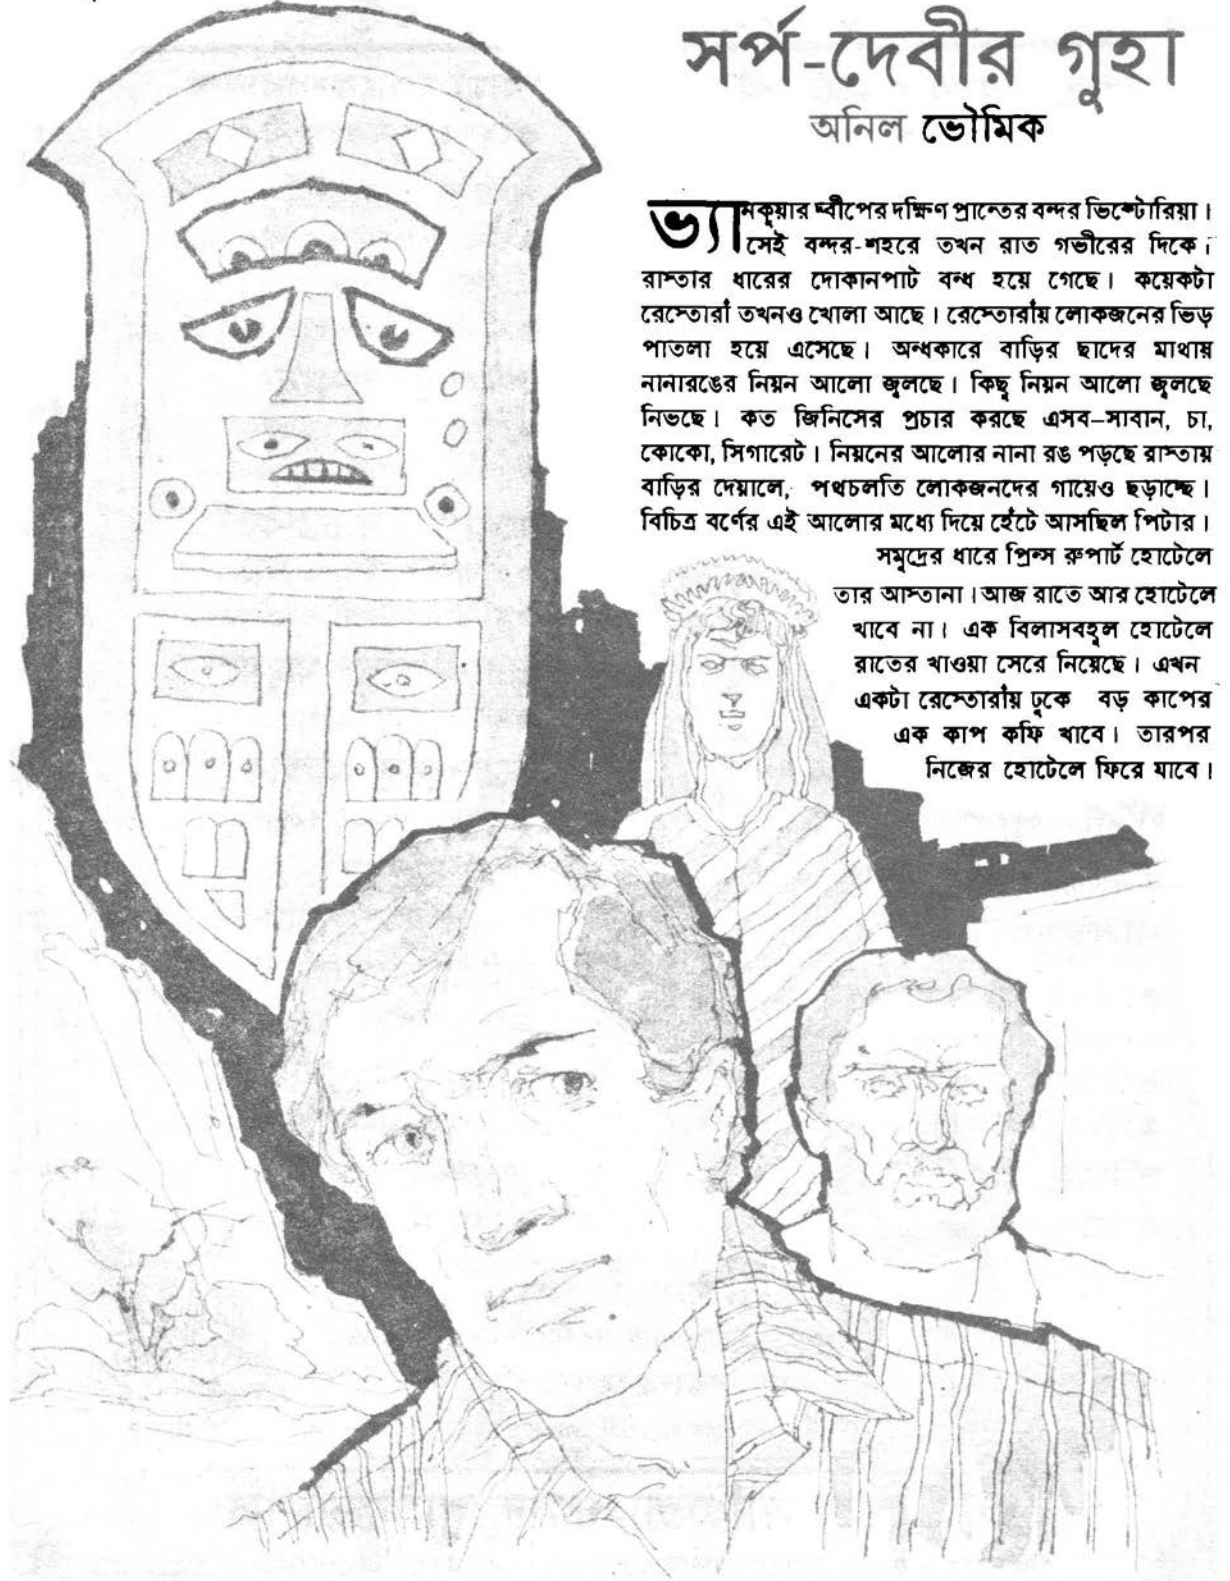 সর্প-দেবীর গুহা
অনিল ভৌমিক
ভ্যানকূয়ার দ্বীপের দক্ষিণ প্রান্তের বন্দর ভিক্টোরিয়া।
সেই বন্দর-শহরে তখন রাত গভীরের দিকে।
রাস্তার ধারের দোকানপাট বন্ধ হয়ে গেছে। কয়েকটা
রেস্তোরাঁ তখনও খোলা আছে। রেস্তোরাঁয় লোকজনের ভিড়
পাতলা হয়ে এসেছে। অন্ধকারে বাড়ির ছাদের মাথায়
নানারঙের নিয়ন আলো জ্বলছে। কিছু নিয়ন আলো জ্বলছে
নিভছে। কত জিনিসের প্রচার করছে এসব—সাবান, চা,
কোকো, সিগারেট। নিয়নের আলোর নানা রঙ পড়ছে রাস্তায়
বাড়ির দেয়ালে, পথচলতি লোকজনদের গায়েও ছড়াচ্ছে।
বিচিত্র বর্ণের এই আলোর মধ্যে দিয়ে হেঁটে আসছিল পিটার।
সমুদ্রের ধারে প্রিন্স রুপার্ট হোটেলে
তার আস্তানা। আজ রাতে আর হোটেলে
খাবে না। এক বিলাসবহুল হোটেলে
রাতের খাওয়া সেরে নিয়েছে। এখন
একটা রেস্তোরাঁয় ঢুকে বড় কাপের
এক কাপ কফি খাবে। তারপর
নিজের হোটেলে ফিরে যাবে।